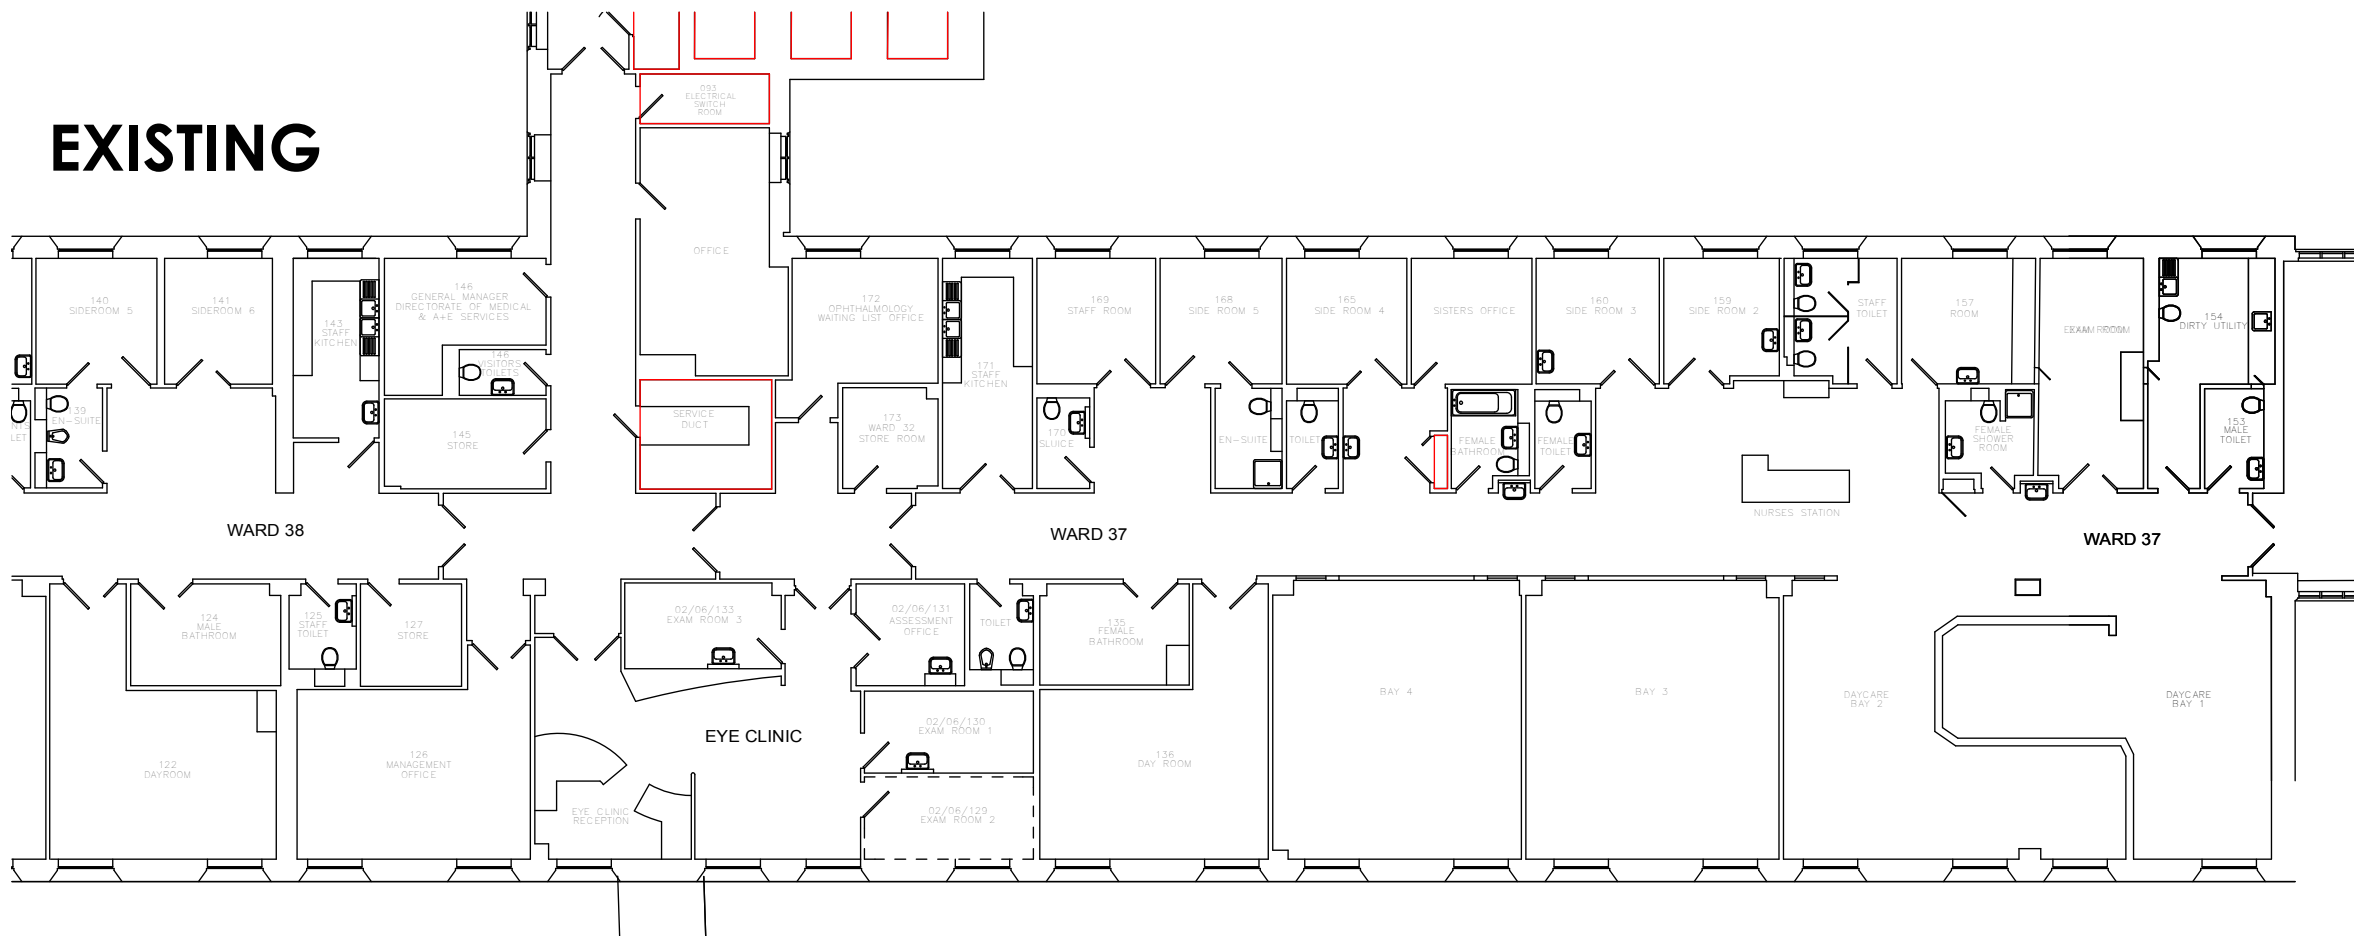 EXISTING
093
ELECTRICAL
SWITCH
ROOM
OFFICE
140
SIDEROOM 5
141
SIDEROOM 6
143
STAFF
KITCHEN
146
GENERAL MANAGER
DIRECTORATE OF MEDICAL
& A+E SERVICES
146
VISITORS
TOILETS
145
STORE
139
EN-SUITE
SERVICE
DUCT
172
OPHTHALMOLOGY
WAITING LIST OFFICE
173
WARD 32
STORE ROOM
171
STAFF
KITCHEN
169
STAFF ROOM
168
SIDE ROOM 5
165
SIDE ROOM 4
SISTERS OFFICE
160
SIDE ROOM 3
159
SIDE ROOM 2
STAFF
TOILET
157
ROOM
EXAM ROOM
154
DIRTY UTILITY
170
SLUICE
EN-SUITE
TOILET
FEMALE
BATHROOM
FEMALE
TOILET
FEMALE
SHOWER
ROOM
153
MALE
TOILET
NURSES STATION
WARD 38
WARD 37
WARD 37
124
MALE
BATHROOM
125
STAFF
TOILET
127
STORE
02/06/133
EXAM ROOM 3
02/06/131
ASSESSMENT
OFFICE
TOILET
135
FEMALE
BATHROOM
122
DAYROOM
126
MANAGEMENT
OFFICE
EYE CLINIC
EYE CLINIC
RECEPTION
02/06/130
EXAM ROOM 1
02/06/129
EXAM ROOM 2
136
DAY ROOM
BAY 4
BAY 3
DAYCARE
BAY 2
DAYCARE
BAY 1